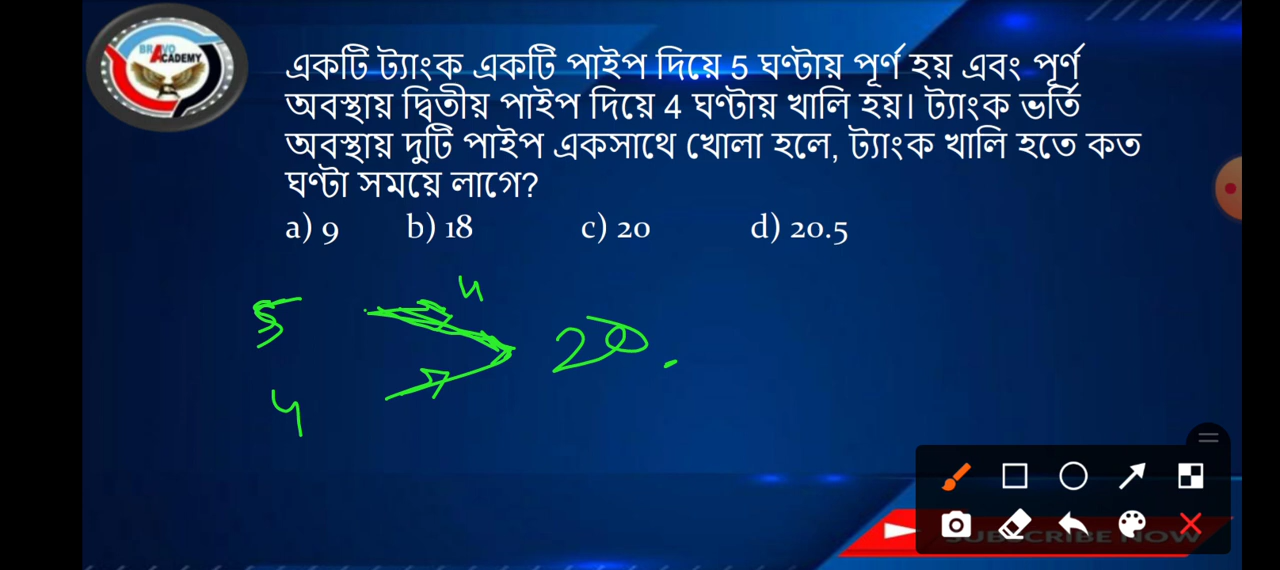 BRAVO
ACADEMY
একটি ট্যাংক একটি পাইপ দিয়ে 5 ঘণ্টায় পূর্ণ হয় এবং পূর্ণ
অবস্থায় দ্বিতীয় পাইপ দিয়ে 4 ঘণ্টায় খালি হয়। ট্যাংক ভর্তি
অবস্থায় দুটি পাইপ একসাথে খোলা হলে, ট্যাংক খালি হতে কত
ঘণ্টা সময়ে লাগে?
a) 9 b) 18 c) 20 d) 20.5
4
5
20.
4
SUBSCRIBE NOW